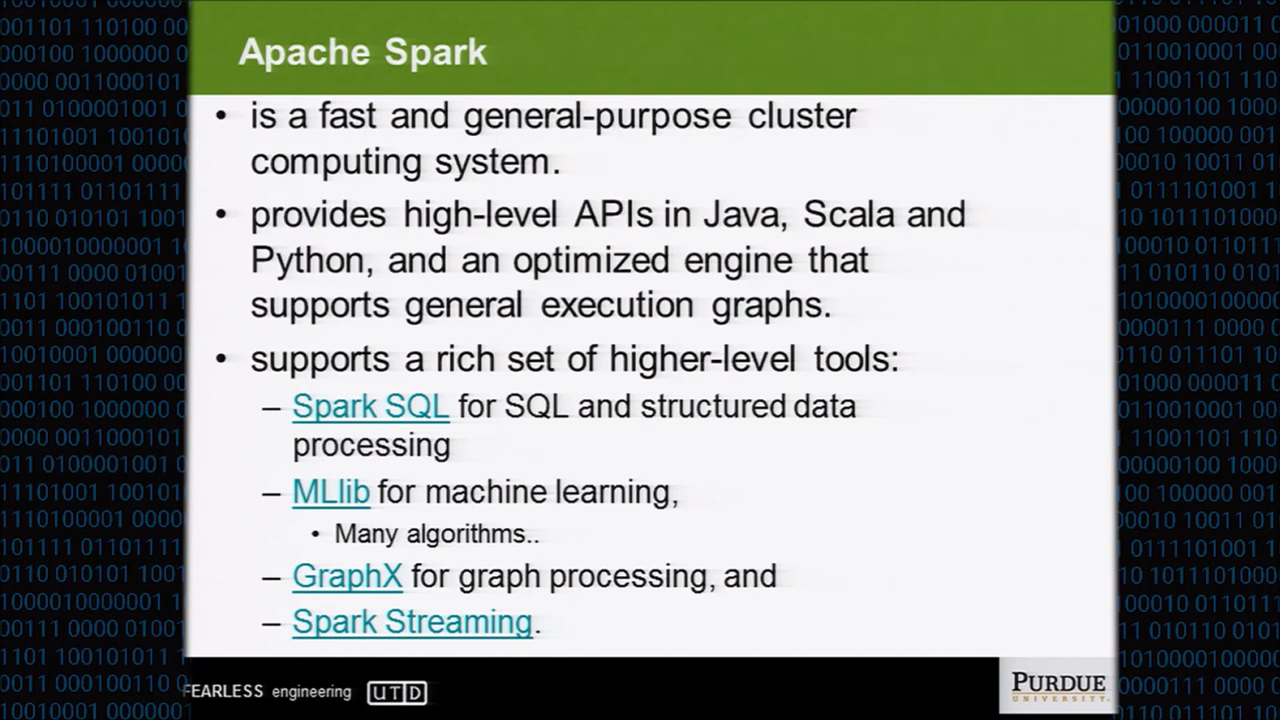 Apache Spark
• is a fast and general-purpose cluster
computing system.
• provides high-level APIs in Java, Scala and
Python, and an optimized engine that
supports general execution graphs.
• supports a rich set of higher-level tools:
– Spark SQL for SQL and structured data
processing
– MLlib for machine learning,
• Many algorithms..
– GraphX for graph processing, and
– Spark Streaming.
FEARLESS engineering UTD
PURDUE
UNIVERSITY.